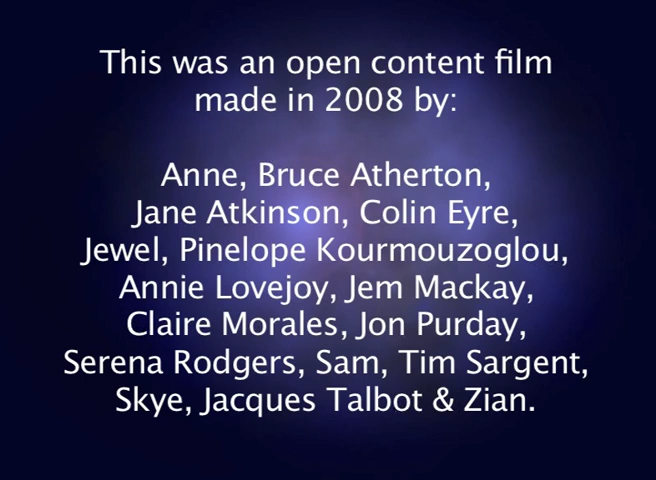 This was an open content film
made in 2008 by:
Anne, Bruce Atherton,
Jane Atkinson, Colin Eyre,
Jewel, Pinelope Kourmouzoglou,
Annie Lovejoy, Jem Mackay,
Claire Morales, Jon Purday,
Serena Rodgers, Sam, Tim Sargent,
Skye, Jacques Talbot & Zian.